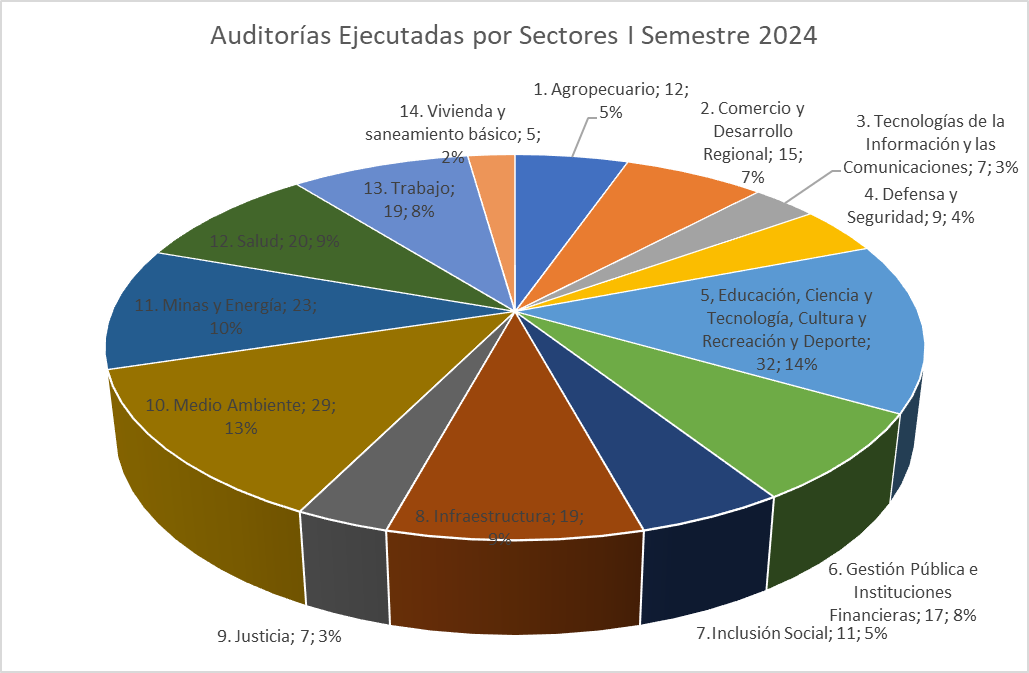 Auditorías Ejecutadas por Sectores I Semestre 2024
1. Agropecuario; 12;
5%
2. Comercio y
Desarrollo
Regional; 15;
7%
3. Tecnologías de la
Información y las
Comunicaciones; 7; 3%
4. Defensa y
Seguridad; 9; 4%
5, Educación, Ciencia y
Tecnología, Cultura y
Recreación y Deporte;
32; 14%
6. Gestión Pública e
Instituciones
Financieras; 17; 8%
7.Inclusión Social; 11; 5%
8. Infraestructura; 19;
9%
9. Justicia; 7; 3%
10. Medio Ambiente; 29;
13%
11. Minas y Energía; 23;
10%
12. Salud; 20; 9%
13. Trabajo;
19; 8%
14. Vivienda y
saneamiento básico; 5;
2%